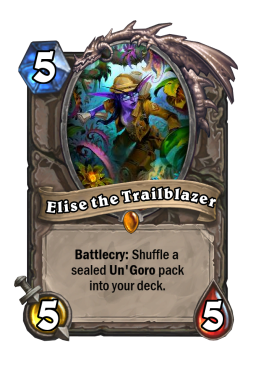 5
Elise the Trailblazer
Battlecry: Shuffle a
sealed Un'Goro pack
into your deck.
5
5